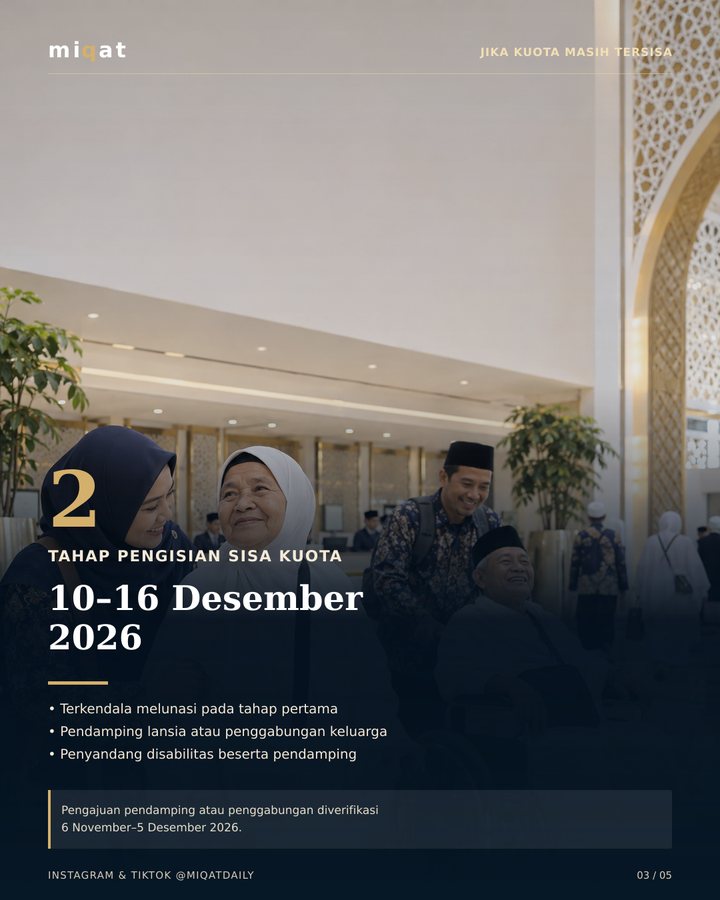 miqat
JIKA KUOTA MASIH TERSISA
2
TAHAP PENGISIAN SISA KUOTA
10–16 Desember
2026
• Terkendala melunasi pada tahap pertama
• Pendamping lansia atau penggabungan keluarga
• Penyandang disabilitas beserta pendamping
Pengajuan pendamping atau penggabungan diverifikasi
6 November–5 Desember 2026.
INSTAGRAM & TIKTOK @MIQATDAILY
03 / 05